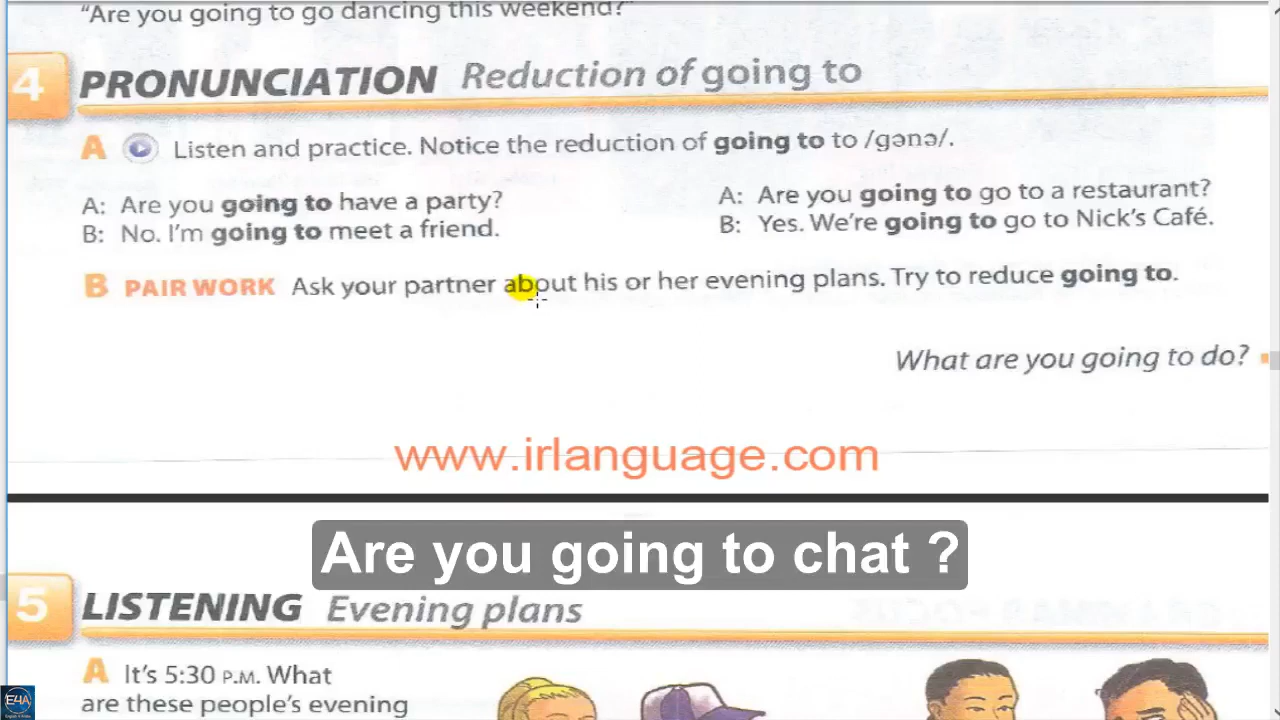 "Are you going to go dancing this weekend?"
4 PRONUNCIATION Reduction of going to
A Listen and practice. Notice the reduction of going to to /gənə/.
A: Are you going to have a party?
B: No. I'm going to meet a friend.
A: Are you going to go to a restaurant?
B: Yes. We're going to go to Nick's Café.
B PAIR WORK Ask your partner about his or her evening plans. Try to reduce going to.
What are you going to do?
www.irlanguage.com
Are you going to chat ?
5 LISTENING Evening plans
A It's 5:30 P.M. What
are these people's evening
E4A